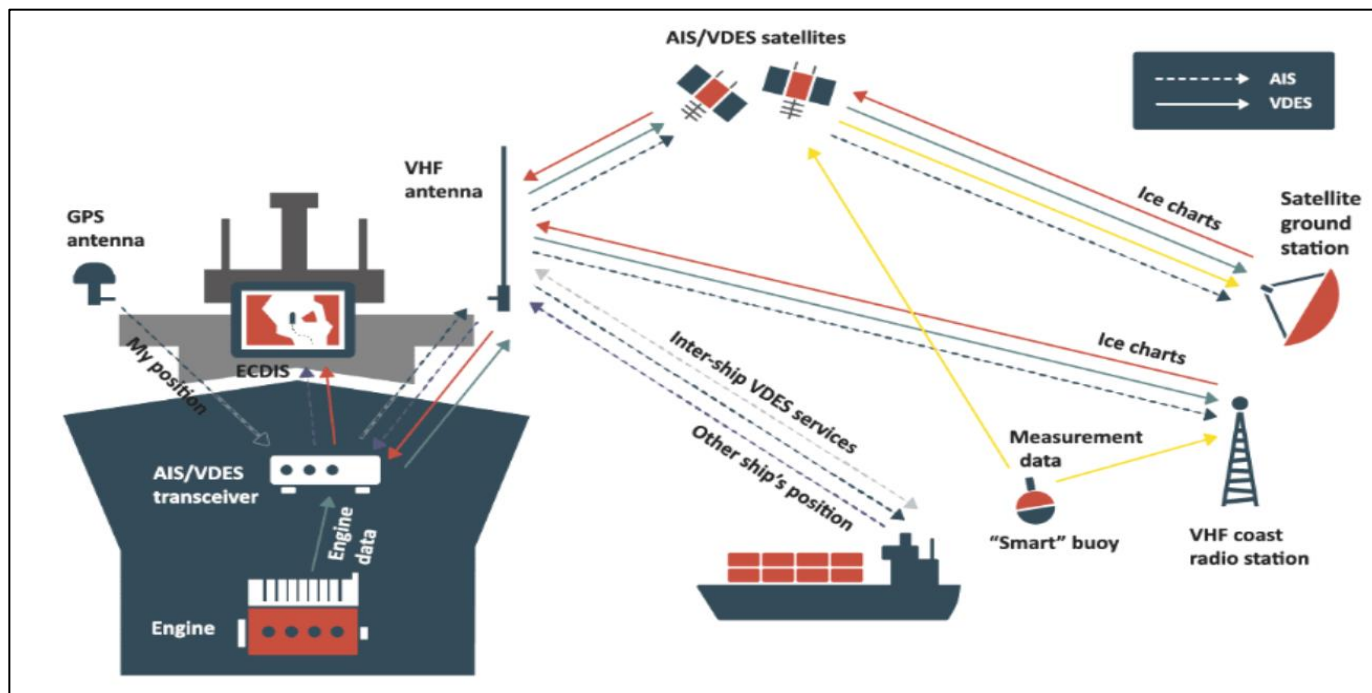 AIS/VDES satellites
AIS
VDES
VHF
antenna
GPS
antenna
Ice charts
Satellite
ground
station
My position
ECDIS
Inter-ship VDES services
Other ship's position
Ice charts
Measurement
data
AIS/VDES
transceiver
Engine
data
"Smart" buoy
VHF coast
radio station
Engine